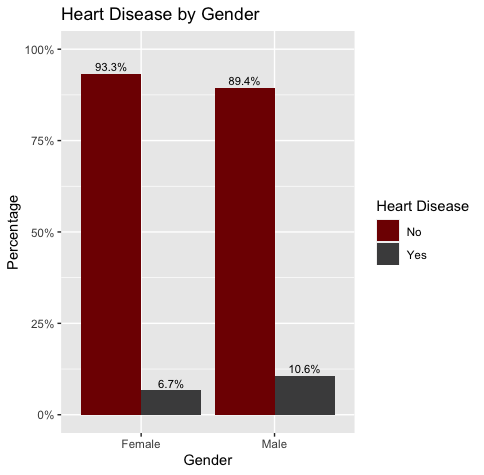 Heart Disease by Gender
100%
75%
50%
25%
0%
Percentage
93.3%
6.7%
89.4%
10.6%
Female
Male
Gender
Heart Disease
No
Yes